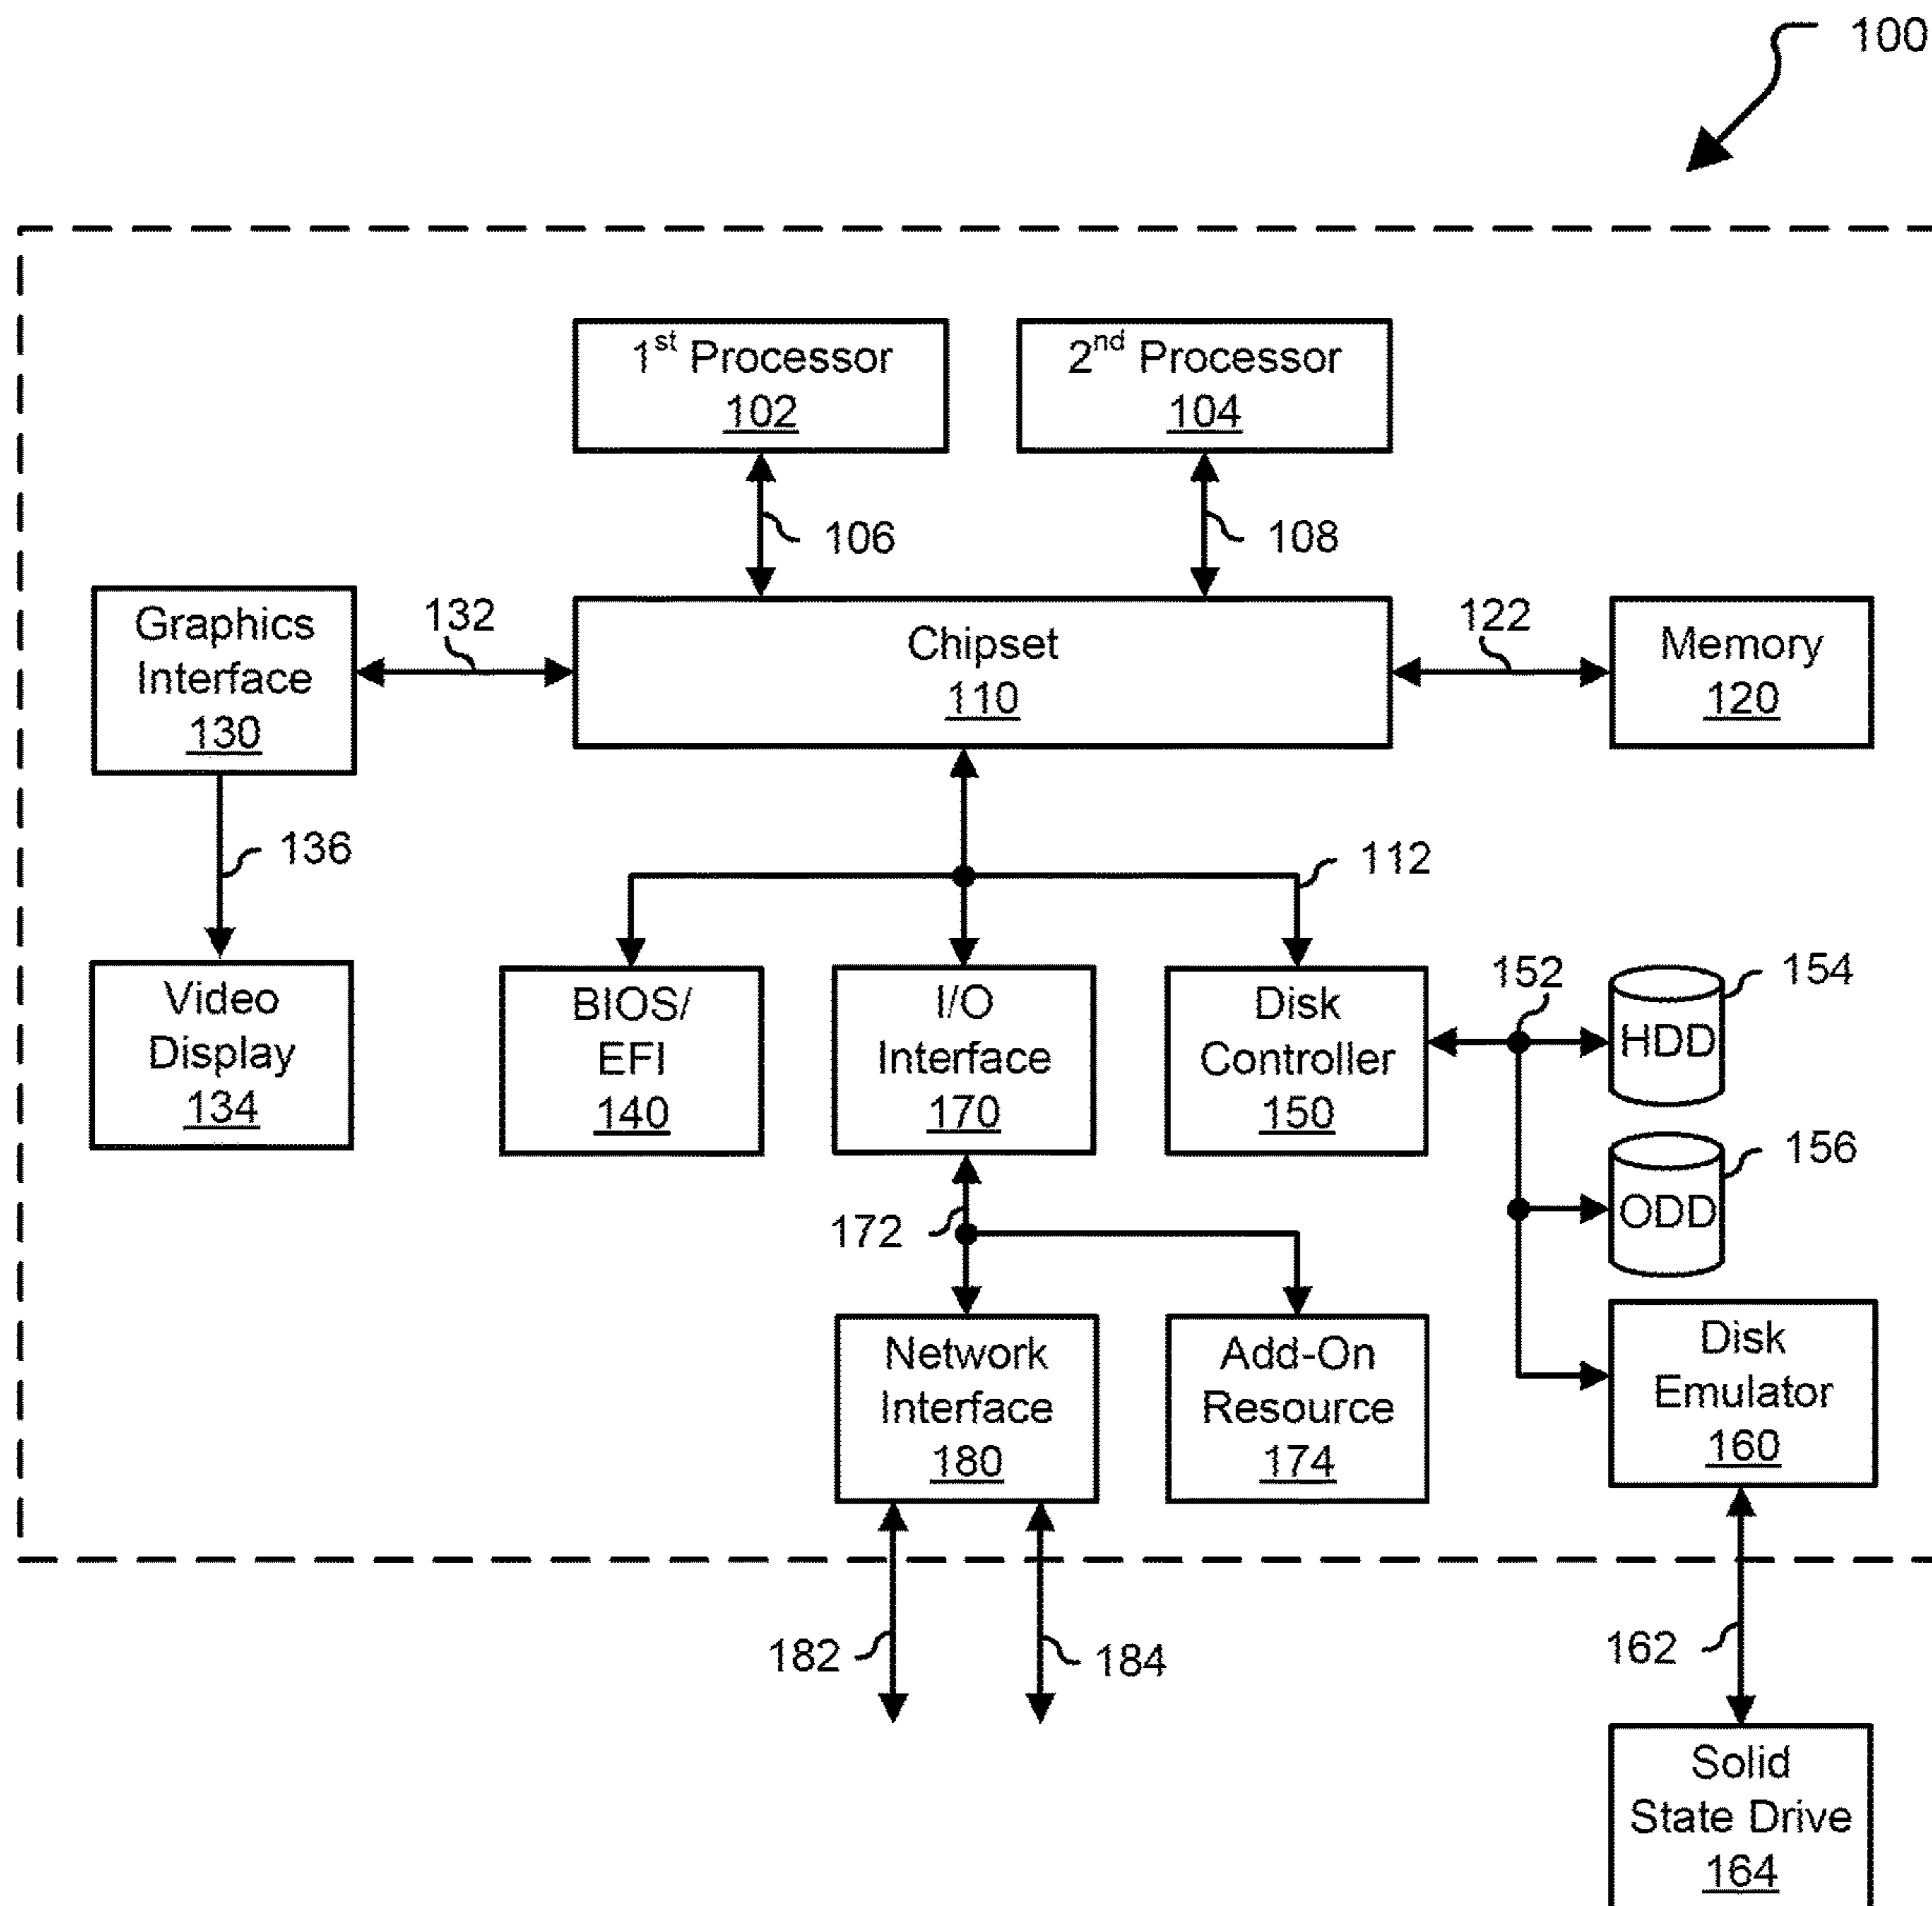 100
1st Processor
102
2nd Processor
104
106
108
Graphics
Interface
130
132
Chipset
110
122
Memory
120
136
112
Video
Display
134
BIOS/
EFI
140
I/O
Interface
170
Disk
Controller
150
152
HDD
154
ODD
156
172
Network
Interface
180
Add-On
Resource
174
Disk
Emulator
160
182
184
162
Solid
State Drive
164